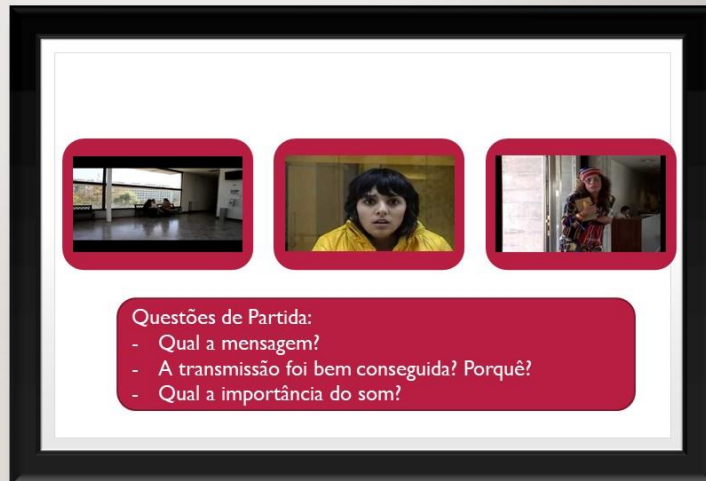 Questões de Partida:
- Qual a mensagem?
- A transmissão foi bem conseguida? Porquê?
- Qual a importância do som?